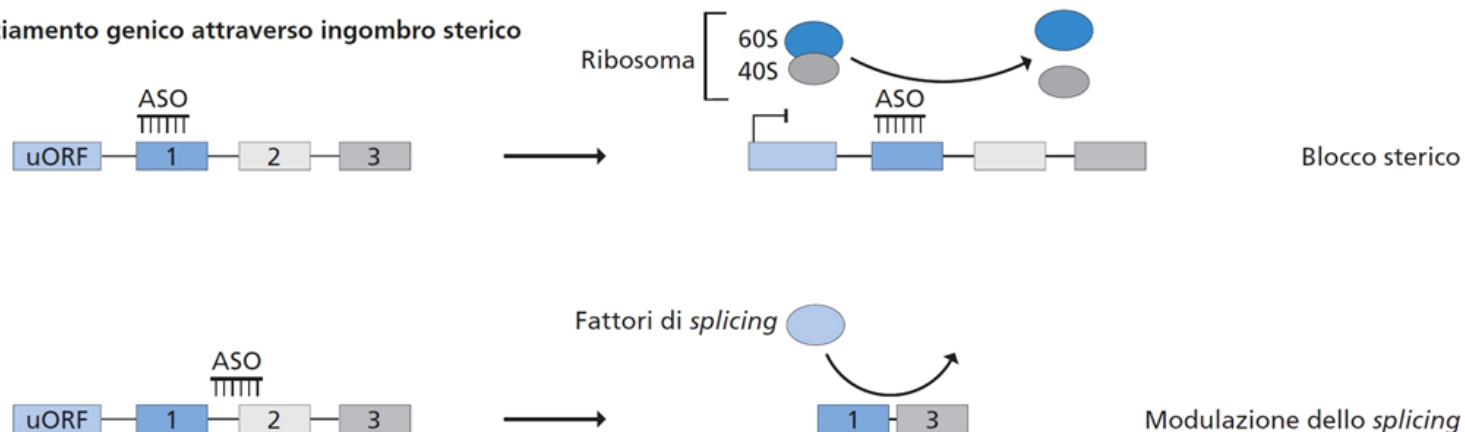 genico attraverso ingombro sterico
Ribosoma
60S
40S
ASO
ASO
uORF 1 2 3
Blocco sterico
Fattori di splicing
ASO
uORF 1 2 3
1 3
Modulazione dello splicing